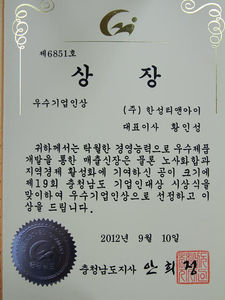 제6851호
상 장
우수기업인상
(주) 한성티앤아이
대표이사 황인성
귀하께서는 탁월한 경영능력으로 우수제품
개발을 통한 매출신장은 물론 노사화합과
지역경제 활성화에 기여하신 공이 크기에
제19회 충청남도 기업인대상 시상식을
맞이하여 우수기업인상으로 선정하고 이
상을 드립니다.
2012년 9월 10일
충청남도지사 안희정